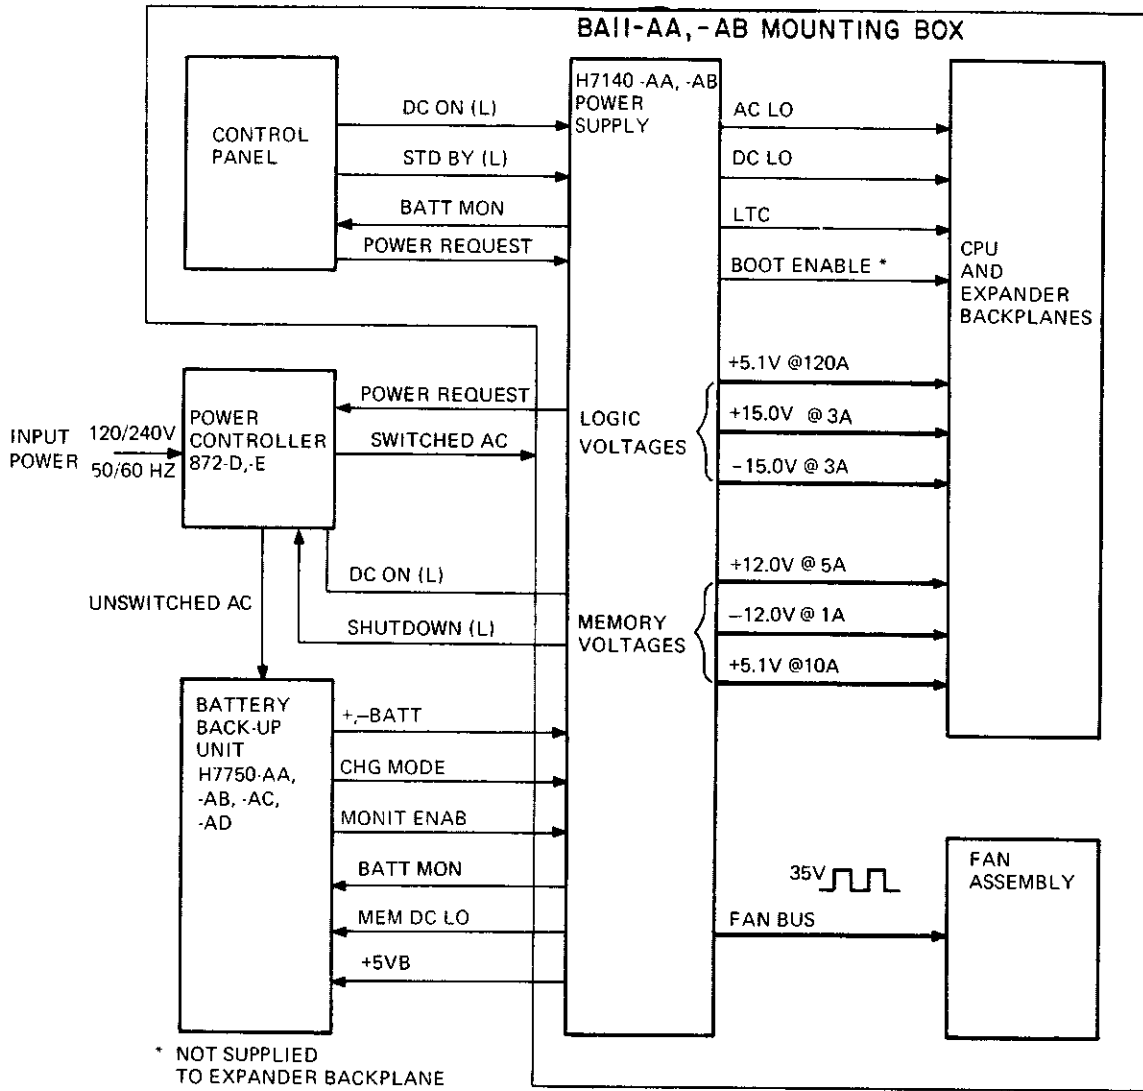 BA11-AA, -AB MOUNTING BOX
CONTROL
PANEL
DC ON (L)
STD BY (L)
BATT MON
POWER REQUEST
H7140 -AA, -AB
POWER
SUPPLY
AC LO
DC LO
LTC
BOOT ENABLE *
CPU
AND
EXPANDER
BACKPLANES
INPUT
POWER
120/240V
50/60 HZ
POWER
CONTROLLER
872-D,-E
POWER REQUEST
SWITCHED AC
LOGIC
VOLTAGES
+5.1V @120A
+15.0V @ 3A
-15.0V @ 3A
UNSWITCHED AC
DC ON (L)
SHUTDOWN (L)
MEMORY
VOLTAGES
+12.0V @ 5A
-12.0V @ 1A
+5.1V @10A
BATTERY
BACK-UP
UNIT
H7750-AA,
-AB, -AC,
-AD
+,-BATT
CHG MODE
MONIT ENAB
BATT MON
MEM DC LO
+5VB
35V
FAN BUS
FAN
ASSEMBLY
* NOT SUPPLIED
TO EXPANDER BACKPLANE